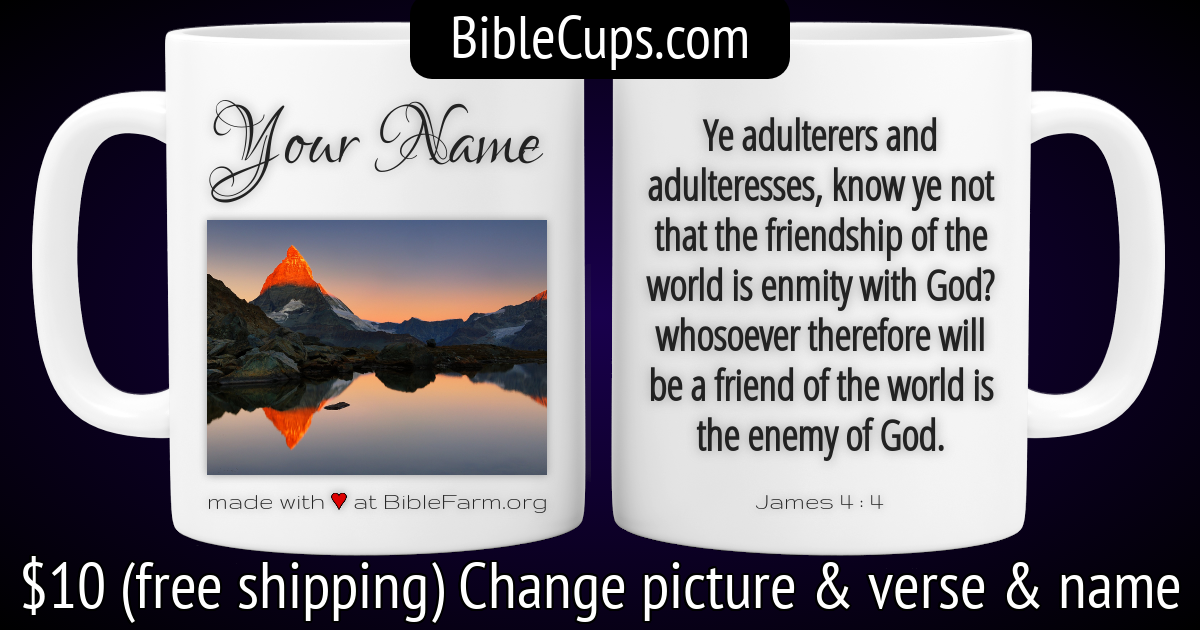 BibleCups.com
Your Name
made with ♥ at BibleFarm.org
Ye adulterers and
adulteresses, know ye not
that the friendship of the
world is enmity with God?
whosoever therefore will
be a friend of the world is
the enemy of God.
James 4:4
$10 (free shipping) Change picture & verse & name